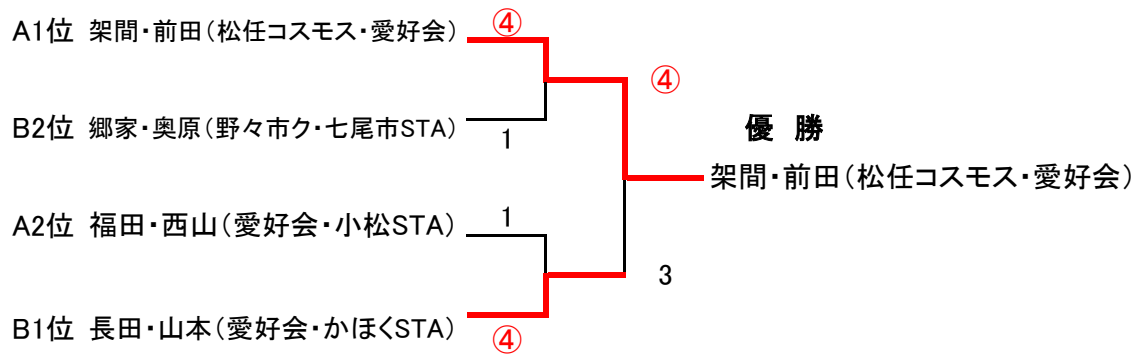 A1位 架間・前田(松任コスモス・愛好会) ④
④
B2位 郷家・奥原(野々市ク・七尾市STA) 1
優 勝
架間・前田(松任コスモス・愛好会)
A2位 福田・西山(愛好会・小松STA) 1
3
B1位 長田・山本(愛好会・かほくSTA) ④